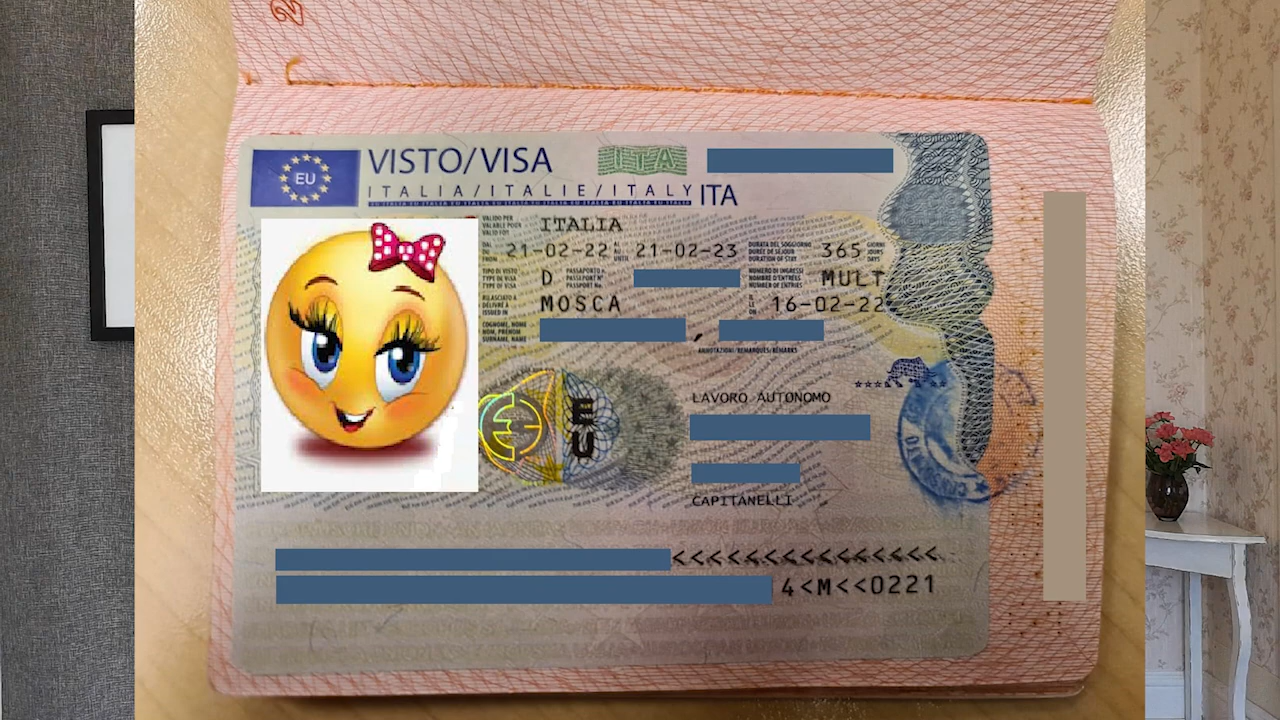 2
EU
VISTO/VISA
ITA
ITALIA/ITALIE/ITALY ITA
VALIDO PER
VALABLE POUR
VALID FOR
ITALIA
DAL
FROM
21-02-22
AL
UNTIL
21-02-23
DURATA DEL SOGGIORNO
DURÉE DE SÉJOUR
DURATION OF STAY
365
GIORNI
JOURS
DAYS
TIPO DI VISTO
TYPE DE VISA
TYPE OF VISA
D
PASSAPORTO n.
PASSEPORT Nº
PASSPORT No.
NUMERO DI INGRESSI
NOMBRE D'ENTRÉES
NUMBER OF ENTRIES
MULT
RILASCIATO A
DÉLIVRÉ À
ISSUED IN
MOSCA
IL
LE
ON
16-02-22
COGNOME, NOME
NOM, PRÉNOM
SURNAME, NAME
,
ANNOTAZIONI/REMARQUES/REMARKS
LAVORO AUTONOMO
CAPITANELLI
<<<<<<<<<<<<<<<
4<M<<0221